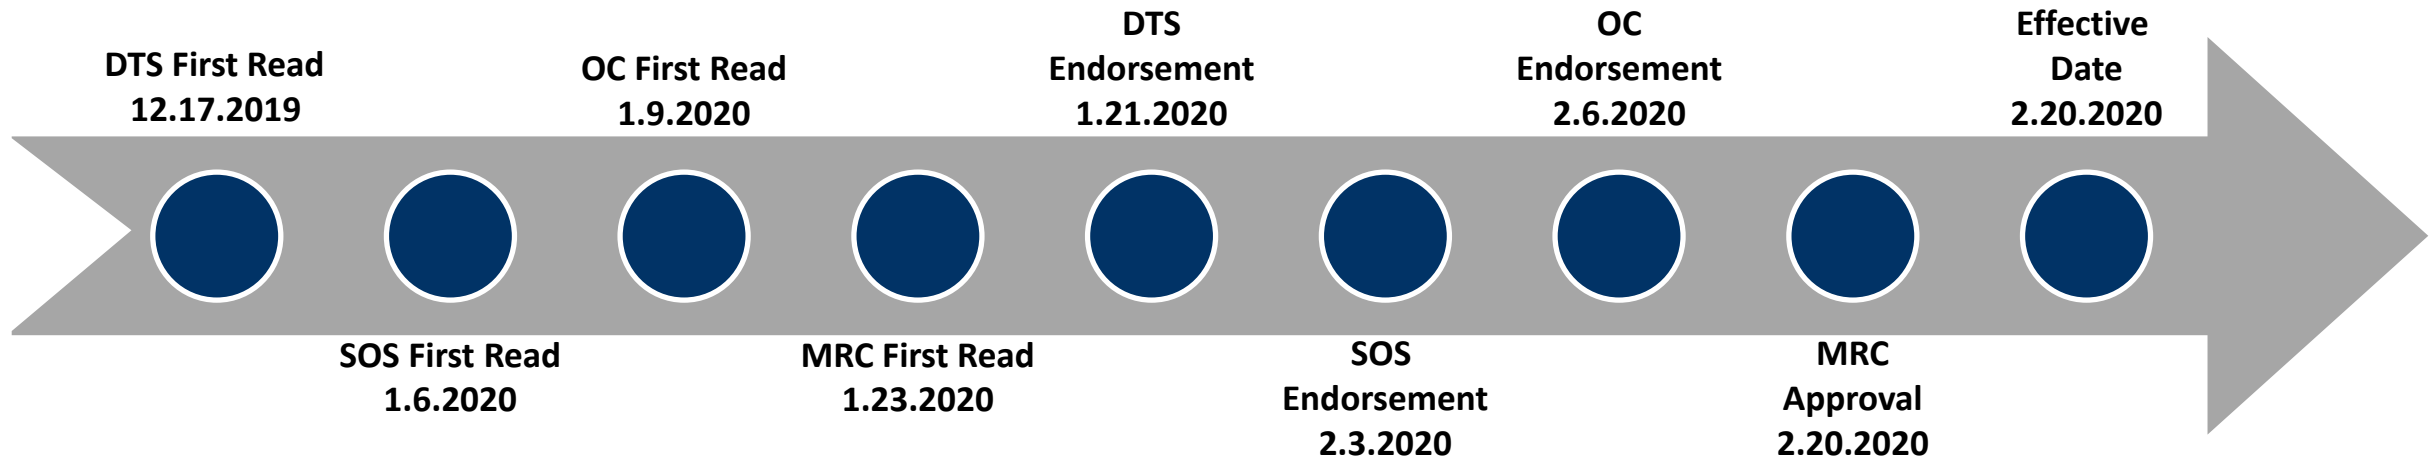 DTS First Read
12.17.2019
SOS First Read
1.6.2020
OC First Read
1.9.2020
MRC First Read
1.23.2020
DTS
Endorsement
1.21.2020
SOS
Endorsement
2.3.2020
OC
Endorsement
2.6.2020
MRC
Approval
2.20.2020
Effective
Date
2.20.2020